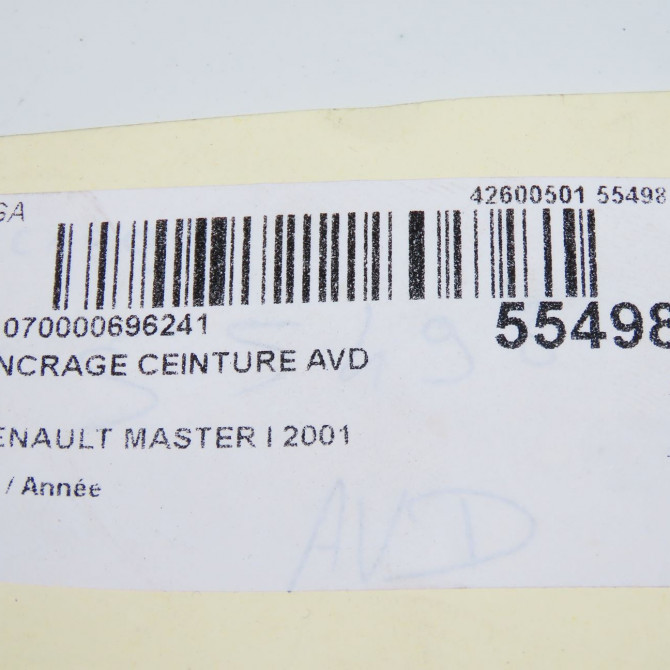 GA
42600501 55498
070000696241
55498
NCRAGE CEINTURE AVD
ENAULT MASTER I 2001
/ Année
AVD